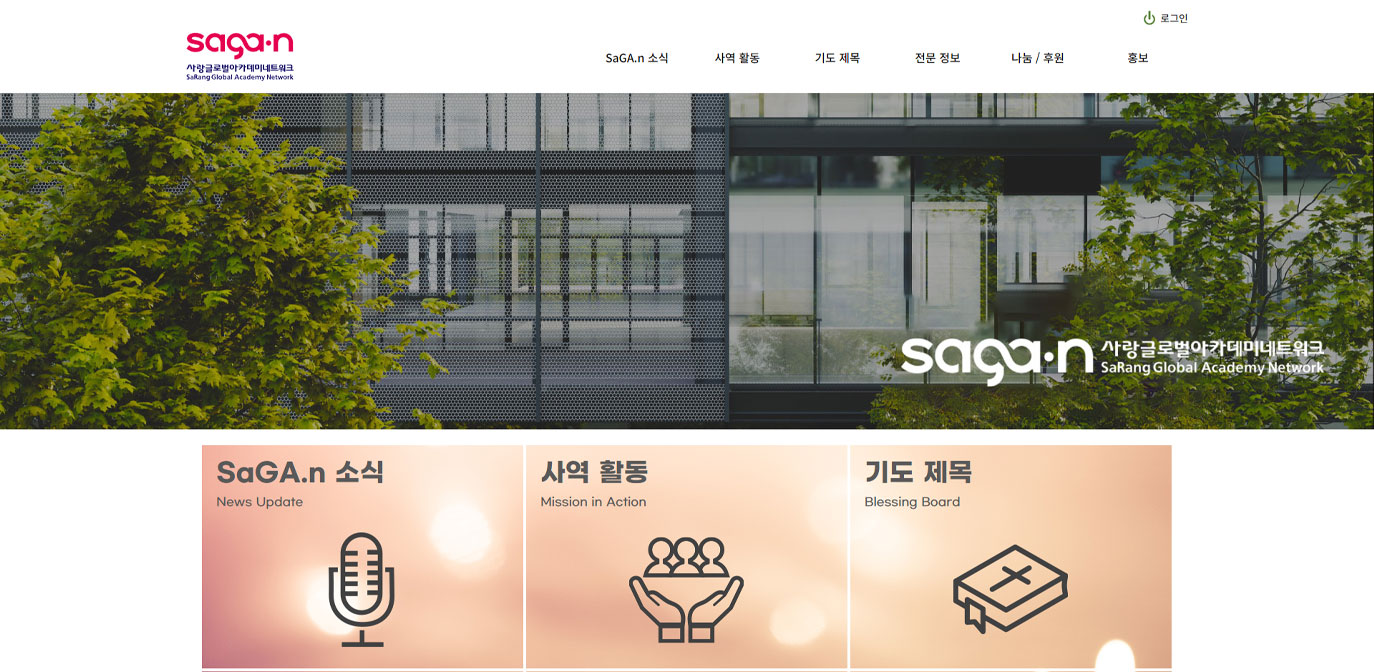 로그인
saga·n
사랑글로벌아카데미네트워크
SaRang Global Academy Network
SaGA.n 소식 사역 활동 기도 제목 전문 정보 나눔 / 후원 홍보
saga·n 사랑글로벌아카데미네트워크
SaRang Global Academy Network
SaGA.n 소식
News Update
사역 활동
Mission in Action
기도 제목
Blessing Board